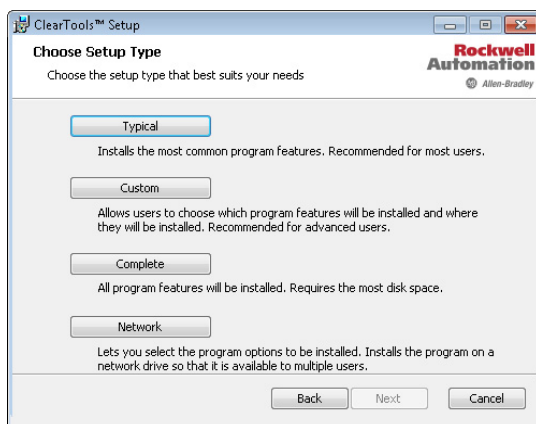 ClearTools™ Setup
Choose Setup Type
Choose the setup type that best suits your needs
Rockwell
Automation
Allen-Bradley
Typical
Installs the most common program features. Recommended for most users.
Custom
Allows users to choose which program features will be installed and where
they will be installed. Recommended for advanced users.
Complete
All program features will be installed. Requires the most disk space.
Network
Lets you select the program options to be installed. Installs the program on a
network drive so that it is available to multiple users.
Back
Next
Cancel